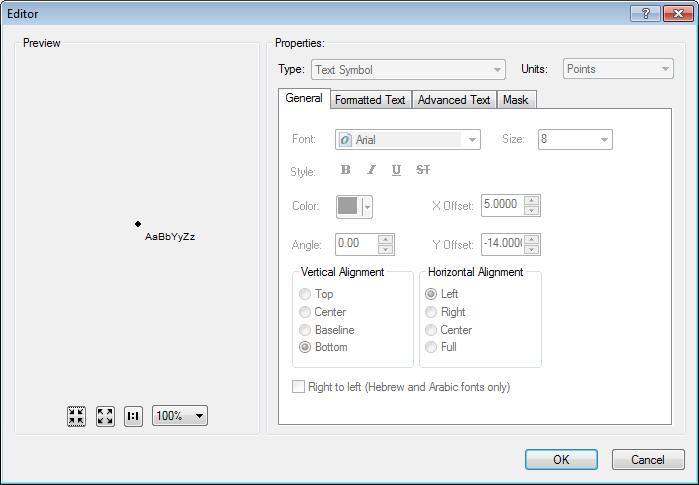 Editor
Preview
AaBbYyZz
1:1
100%
Properties:
Type: Text Symbol Units: Points
General Formatted Text Advanced Text Mask
Font: Arial Size: 8
Style: B I U ST
Color: X Offset: 5.0000
Angle: 0.00 Y Offset: -14.000
Vertical Alignment Horizontal Alignment
Top Left
Center Right
Baseline Center
Bottom Full
Right to left (Hebrew and Arabic fonts only)
OK Cancel